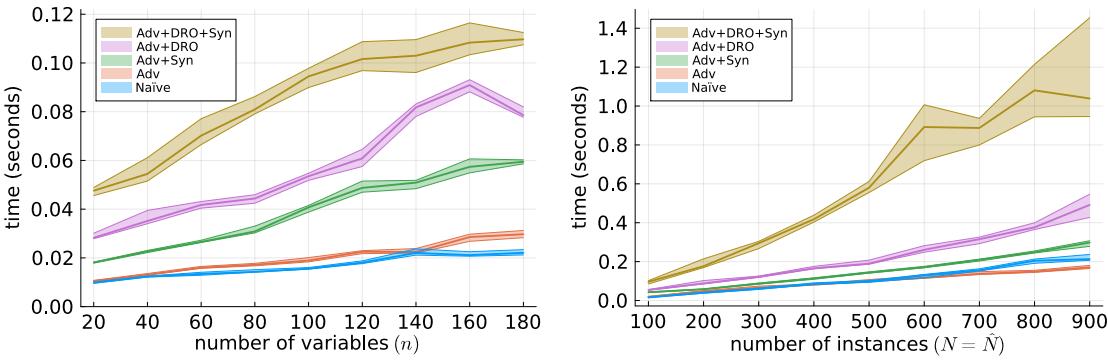 time (seconds)
0.12
0.10
0.08
0.06
0.04
0.02
0.00
Adv+DRO+Syn
Adv+DRO
Adv+Syn
Adv
Naïve
20 40 60 80 100 120 140 160 180
number of variables (n)
time (seconds)
1.4
1.2
1.0
0.8
0.6
0.4
0.2
0.0
Adv+DRO+Syn
Adv+DRO
Adv+Syn
Adv
Naïve
100 200 300 400 500 600 700 800 900
number of instances (N = N̂)